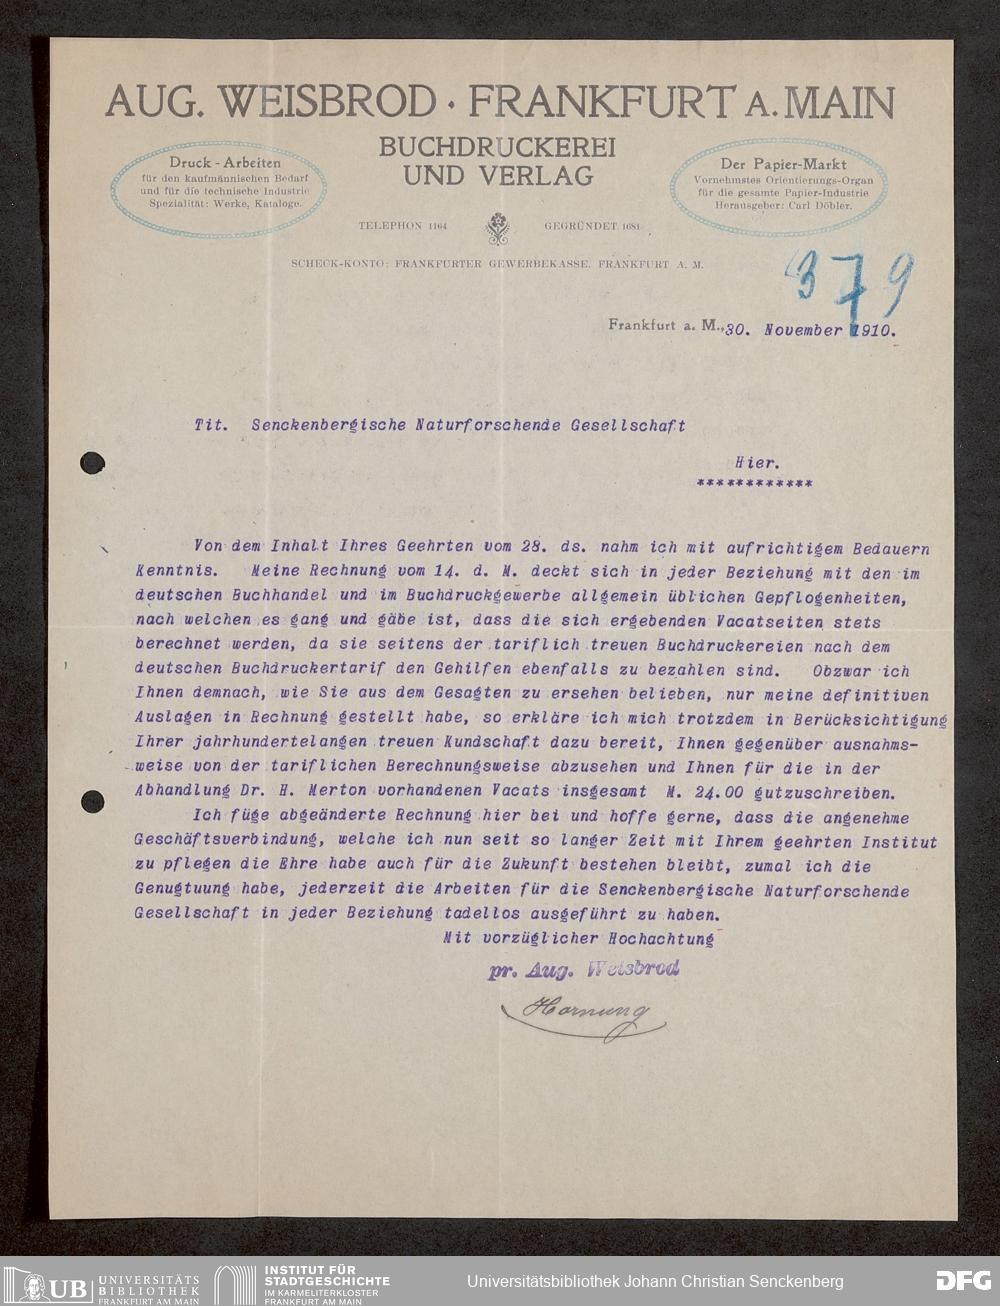 AUG. WEISBROD · FRANKFURT A. MAIN
BUCHDRUCKEREI
UND VERLAG
Druck-Arbeiten
für den kaufmännischen Bedarf
und für die technische Industrie
Spezialität: Werke, Kataloge.
Der Papier-Markt
Vornehmstes Orientierungs-Organ
für die gesamte Papier-Industrie
Herausgeber: Carl Döbler.
TELEPHON 1164
GEGRÜNDET 1681
SCHECK-KONTO: FRANKFURTER GEWERBEKASSE, FRANKFURT A. M.
379
Frankfurt a. M., 30. November 1910.
Tit. Senckenbergische Naturforschende Gesellschaft
Hier.
************
Von dem Inhalt Ihres Geehrten vom 28. ds. nahm ich mit aufrichtigem Bedauern
Kenntnis. Meine Rechnung vom 14. d. M. deckt sich in jeder Beziehung mit den im
deutschen Buchhandel und im Buchdruckgewerbe allgemein üblichen Gepflogenheiten,
nach welchen es gang und gäbe ist, dass die sich ergebenden Vacatseiten stets
berechnet werden, da sie seitens der tariflich treuen Buchdruckereien nach dem
deutschen Buchdruckertarif den Gehilfen ebenfalls zu bezahlen sind. Obzwar ich
Ihnen demnach, wie Sie aus dem Gesagten zu ersehen belieben, nur meine definitiven
Auslagen in Rechnung gestellt habe, so erkläre ich mich trotzdem in Berücksichtigung
Ihrer jahrhundertelangen treuen Kundschaft dazu bereit, Ihnen gegenüber ausnahms-
weise von der tariflichen Berechnungsweise abzusehen und Ihnen für die in der
Abhandlung Dr. H. Merton vorhandenen Vacats insgesamt M. 24.00 gutzuschreiben.
Ich füge abgeänderte Rechnung hier bei und hoffe gerne, dass die angenehme
Geschäftsverbindung, welche ich nun seit so langer Zeit mit Ihrem geehrten Institut
zu pflegen die Ehre habe auch für die Zukunft bestehen bleibt, zumal ich die
Genugtuung habe, jederzeit die Arbeiten für die Senckenbergische Naturforschende
Gesellschaft in jeder Beziehung tadellos ausgeführt zu haben.
Mit vorzüglicher Hochachtung
pr. Aug. Weisbrod
Hornung
UB UNIVERSITÄTS
BIBLIOTHEK
FRANKFURT AM MAIN
INSTITUT FÜR
STADTGESCHICHTE
IM KARMELITERKLOSTER
FRANKFURT AM MAIN
Universitätsbibliothek Johann Christian Senckenberg
DFG